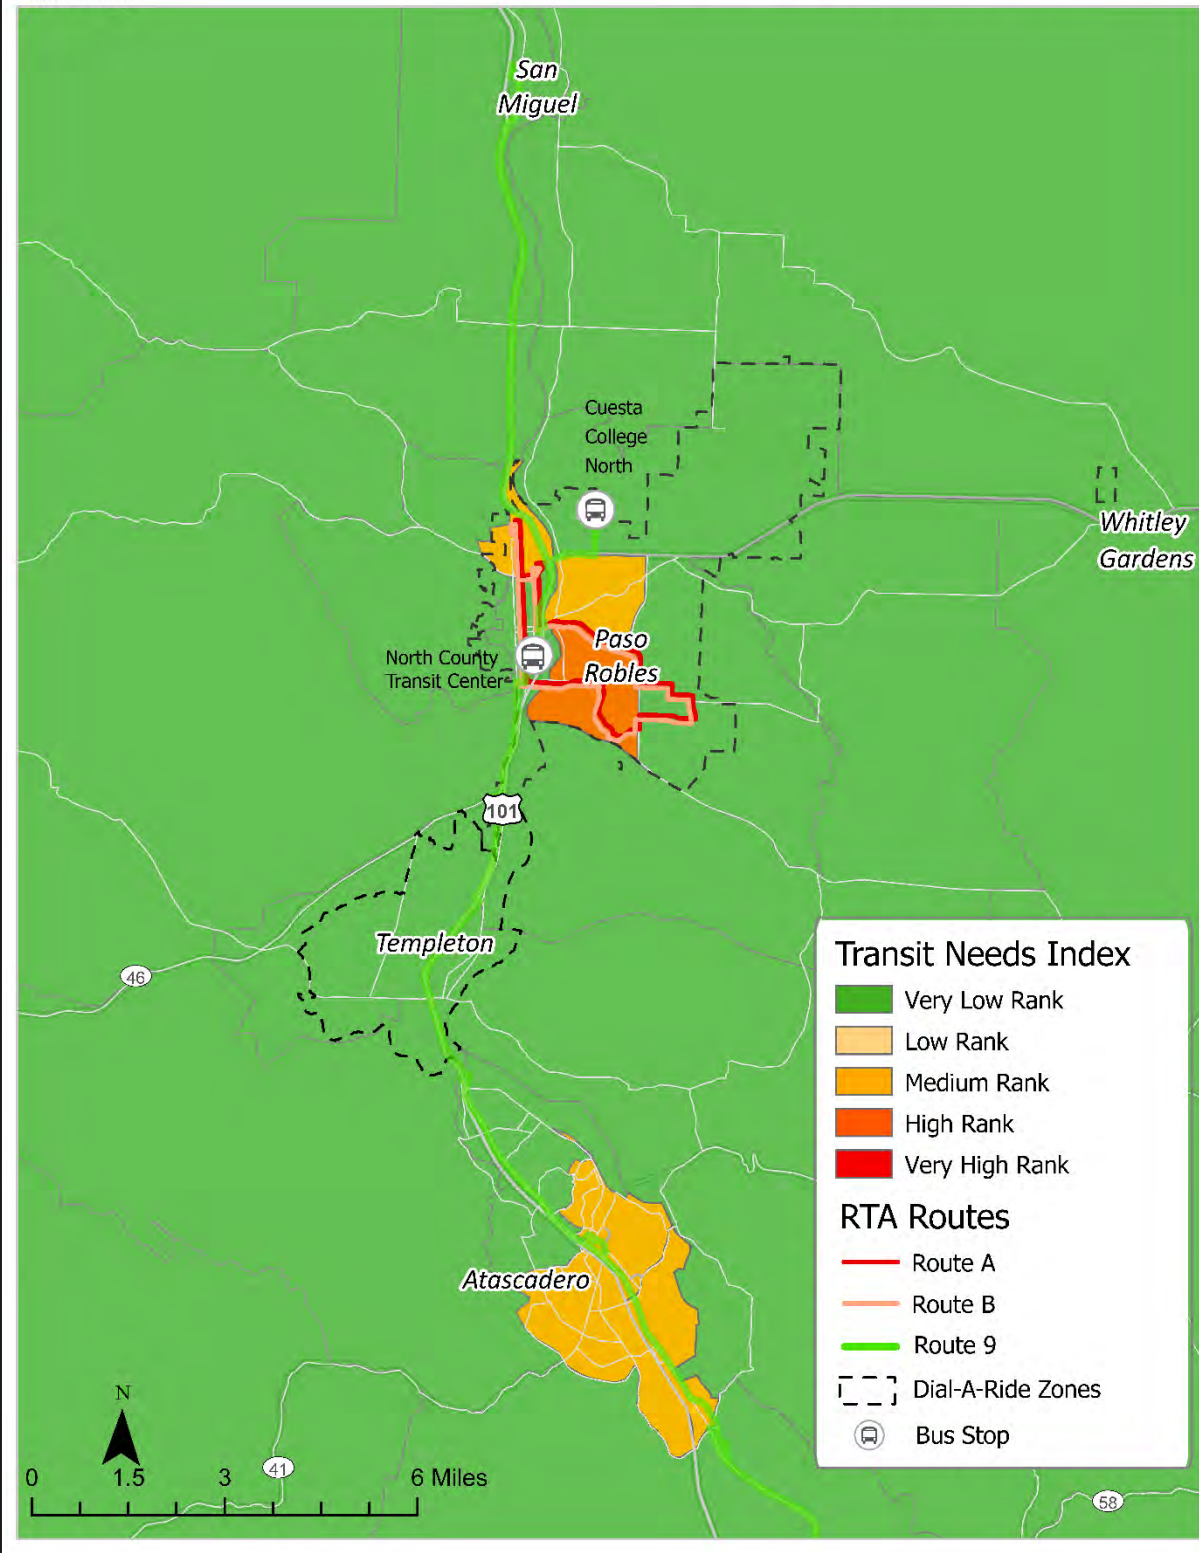 San
Miguel
Cuesta
College
North
Whitley
Gardens
Paso
Robles
North County
Transit Center
101
Templeton
46
Transit Needs Index
Very Low Rank
Low Rank
Medium Rank
High Rank
Very High Rank
RTA Routes
Route A
Route B
Route 9
Dial-A-Ride Zones
Bus Stop
Atascadero
N
0 1.5 3 6 Miles
41
58